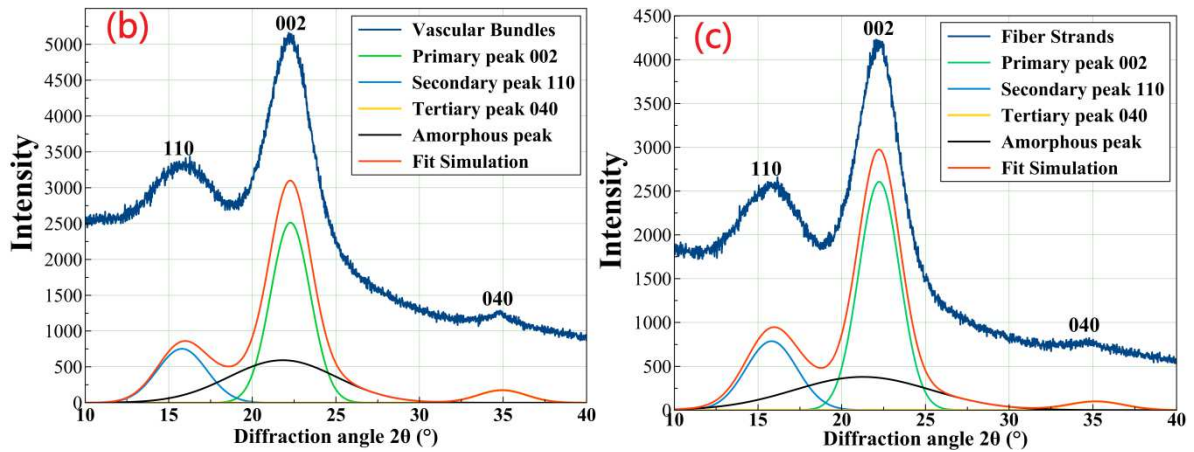 (b)
002
110
040
Vascular Bundles
Primary peak 002
Secondary peak 110
Tertiary peak 040
Amorphous peak
Fit Simulation
Intensity
5000
4500
4000
3500
3000
2500
2000
1500
1000
500
0
10 15 20 25 30 35 40
Diffraction angle 2θ (°)
(c)
002
110
040
Fiber Strands
Primary peak 002
Secondary peak 110
Tertiary peak 040
Amorphous peak
Fit Simulation
Intensity
4500
4000
3500
3000
2500
2000
1500
1000
500
0
10 15 20 25 30 35 40
Diffraction angle 2θ (°)